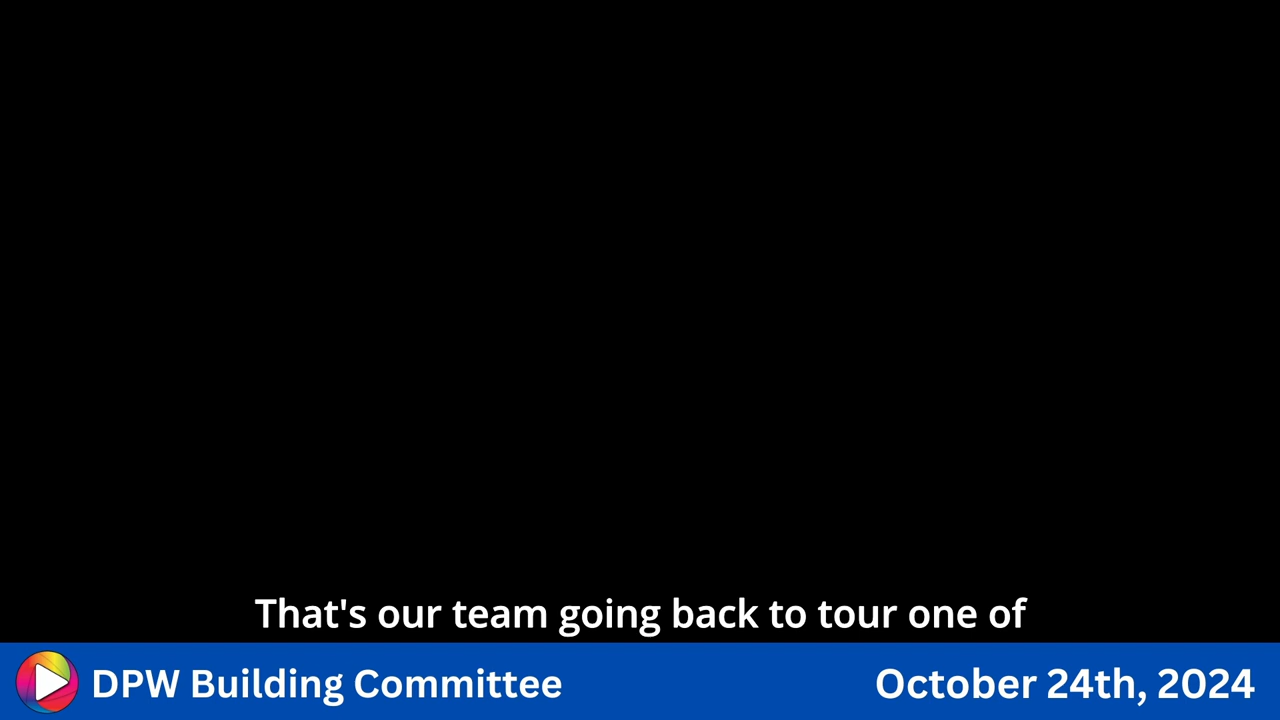 That's our team going back to tour one of
DPW Building Committee
October 24th, 2024